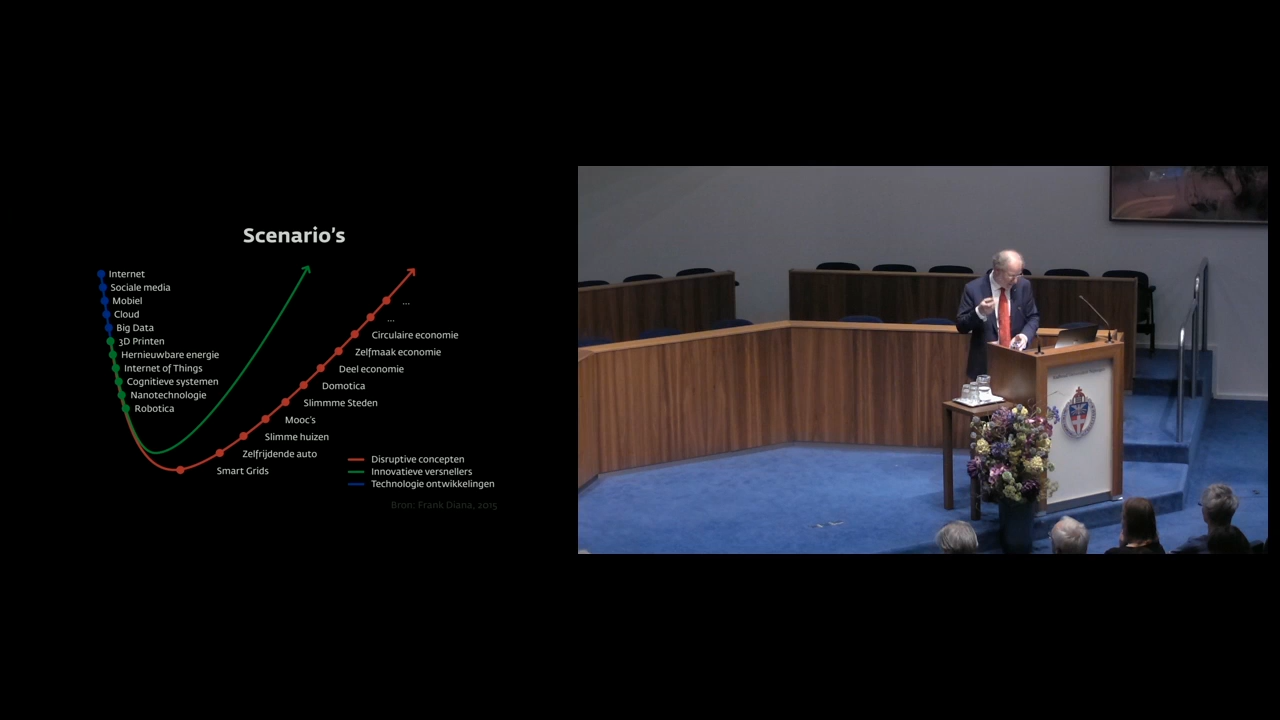 Scenario's
Internet
Sociale media
Mobiel
Cloud
Big Data
3D Printen
Hernieuwbare energie
Internet of Things
Cognitieve systemen
Nanotechnologie
Robotica
...
...
Circulaire economie
Zelfmaak economie
Deel economie
Domotica
Slimmme Steden
Mooc's
Slimme huizen
Zelfrijdende auto
Smart Grids
Disruptive concepten
Innovatieve versnellers
Technologie ontwikkelingen
Bron: Frank Diana, 2015